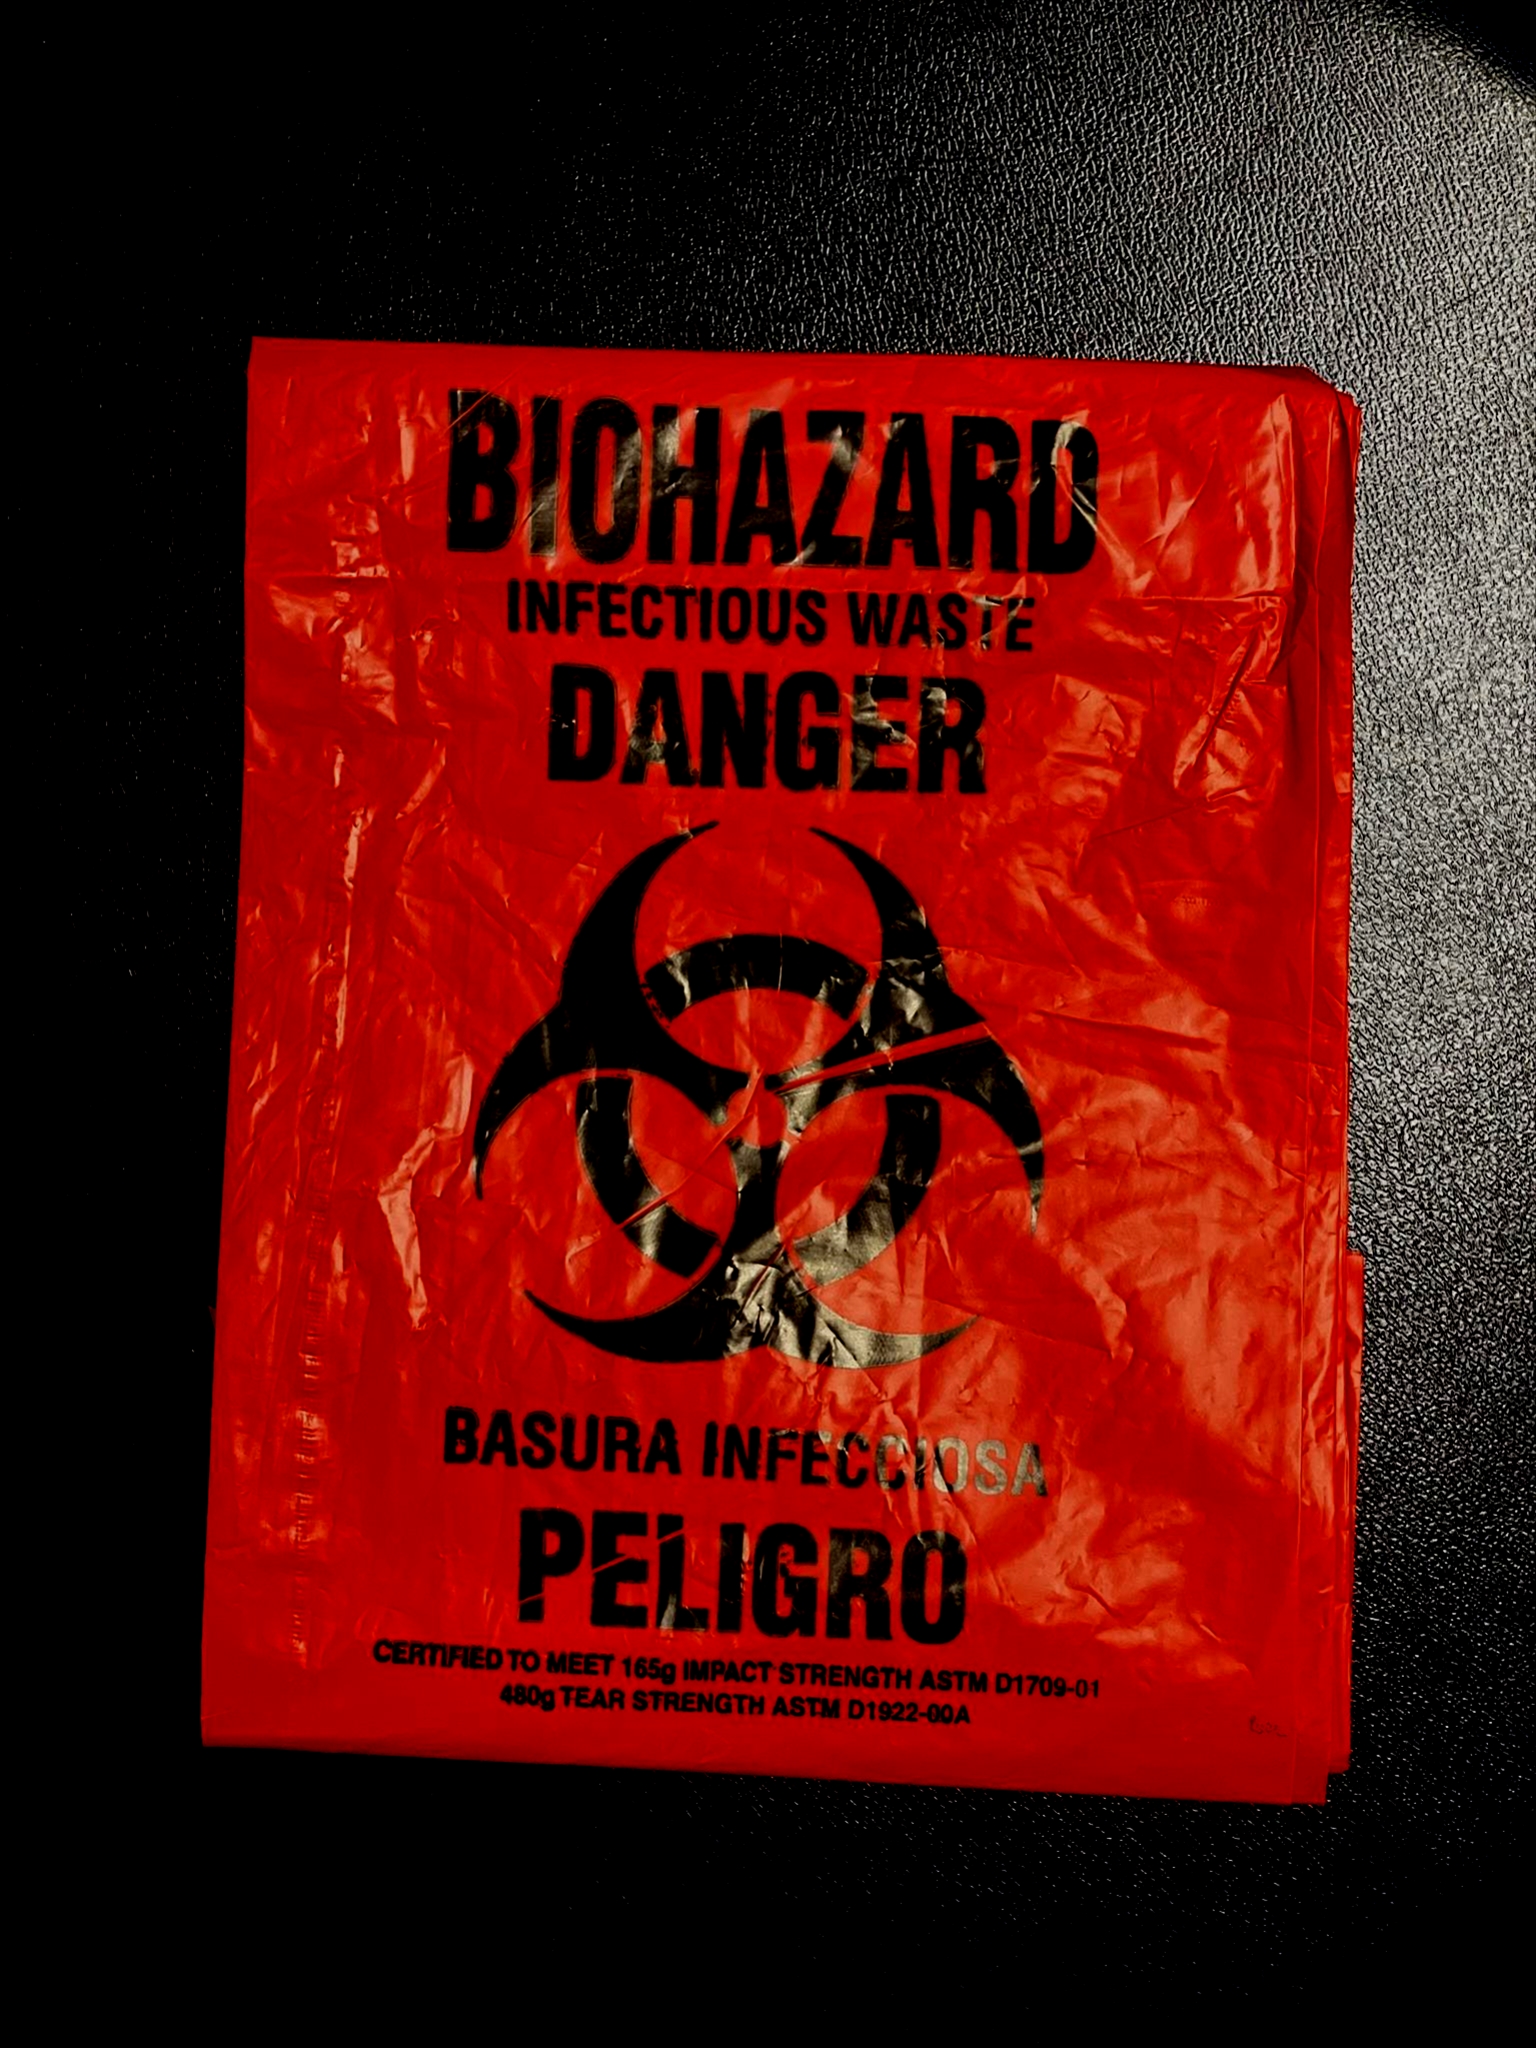 BIOHAZARD
INFECTIOUS WASTE
DANGER
BASURA INFECCIOSA
PELIGRO
CERTIFIED TO MEET 165g IMPACT STRENGTH ASTM D1709-01
480g TEAR STRENGTH ASTM D1922-00A